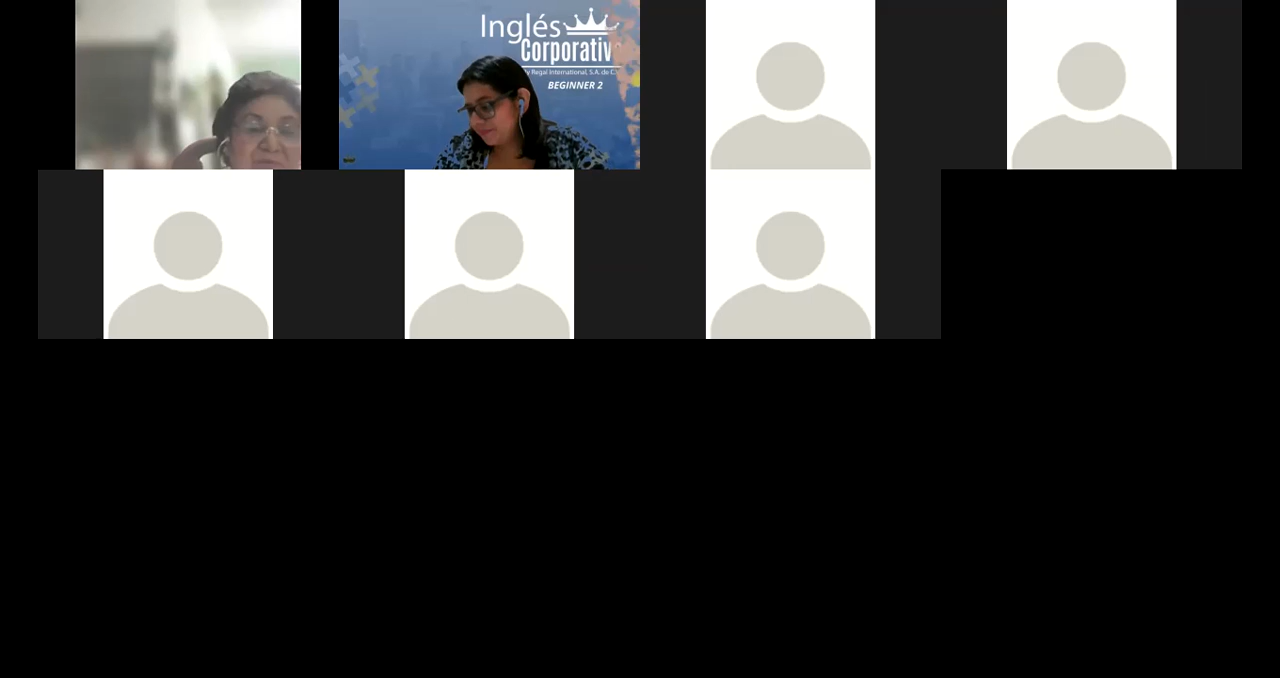 Inglés
Corporativ
y Regal International, S.A. de C.
BEGINNER 2